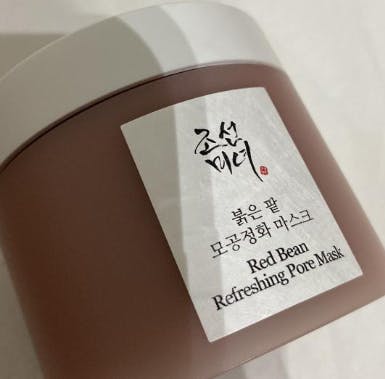 조선
미녀
붉은 팥
모공정화 마스크
Red Bean
Refreshing Pore Mask